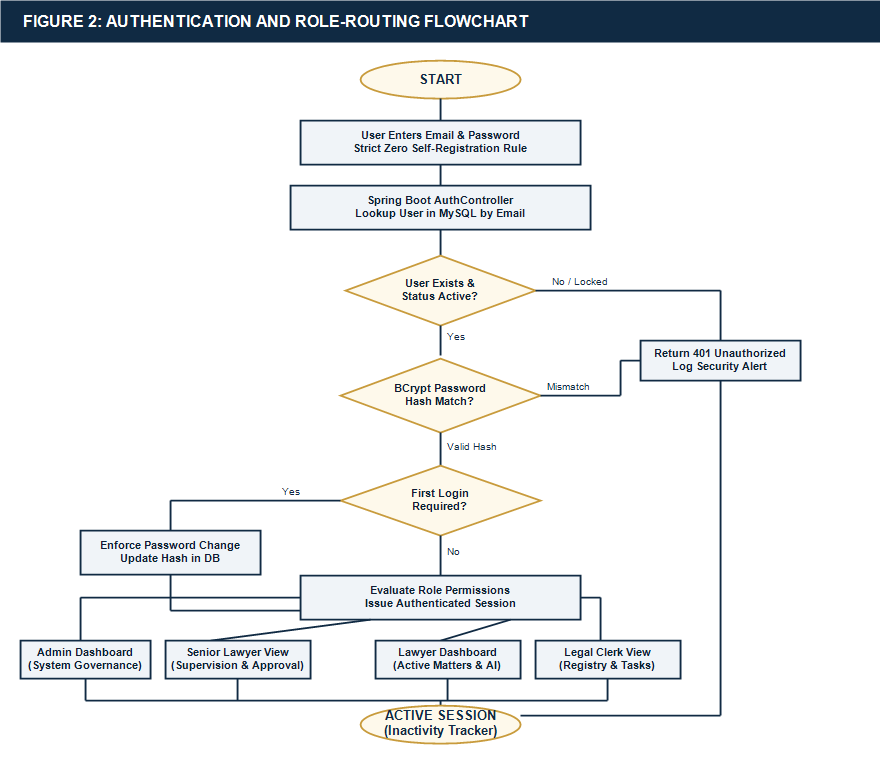 FIGURE 2: AUTHENTICATION AND ROLE-ROUTING FLOWCHART
START
User Enters Email & Password
Strict Zero Self-Registration Rule
Spring Boot AuthController
Lookup User in MySQL by Email
User Exists &
Status Active?
No / Locked
Yes
Return 401 Unauthorized
Log Security Alert
BCrypt Password
Hash Match?
Mismatch
Valid Hash
First Login
Required?
Yes
No
Enforce Password Change
Update Hash in DB
Evaluate Role Permissions
Issue Authenticated Session
Admin Dashboard
(System Governance)
Senior Lawyer View
(Supervision & Approval)
Lawyer Dashboard
(Active Matters & AI)
Legal Clerk View
(Registry & Tasks)
ACTIVE SESSION
(Inactivity Tracker)